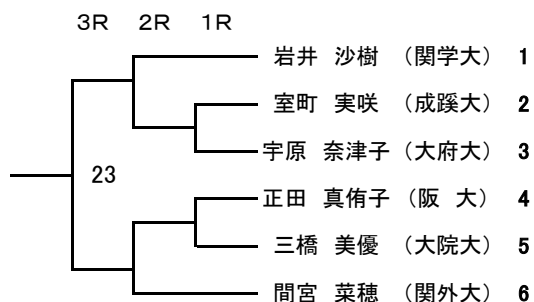 3R 2R 1R
岩井 沙樹 (関学大) 1
室町 実咲 (成蹊大) 2
宇原 奈津子 (大府大) 3
23
正田 真侑子 (阪 大) 4
三橋 美優 (大院大) 5
間宮 菜穂 (関外大) 6